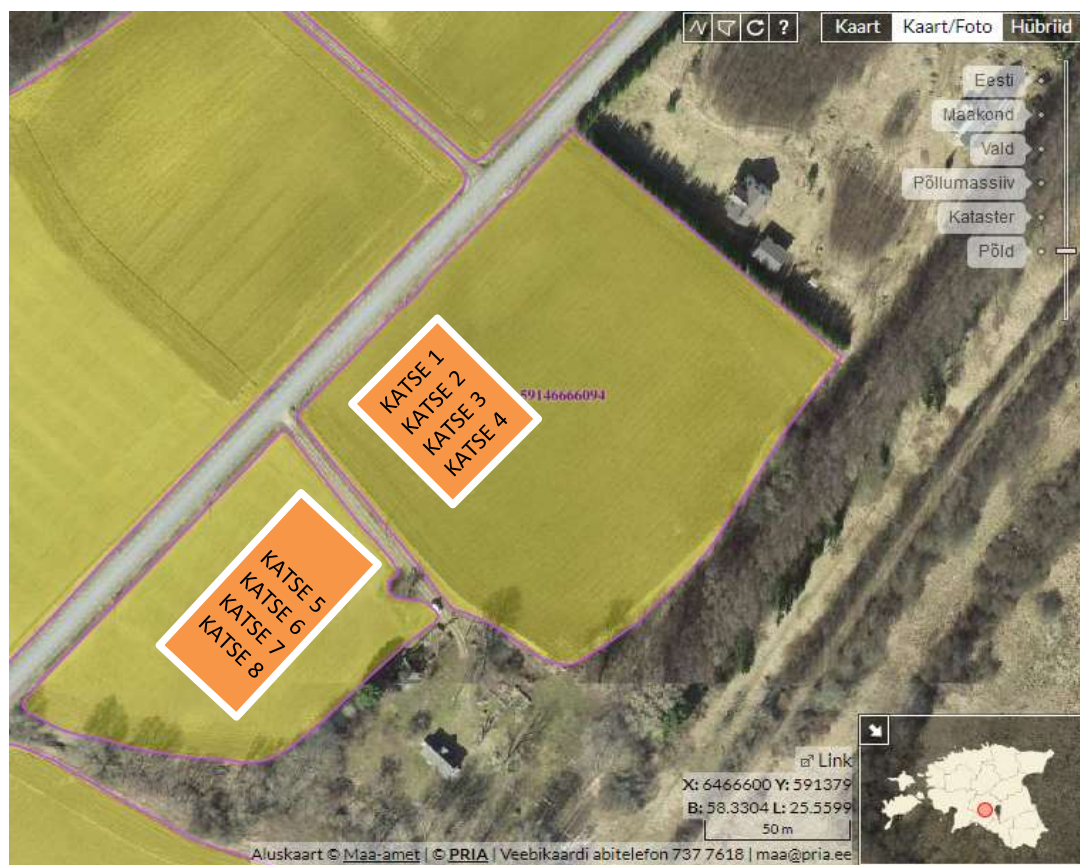 Kaart Kaart/Foto Hübriid
Eesti
Maakond
Vald
Põllumassiiv
Kataster
Põld
59146666094
KATSE 1
KATSE 2
KATSE 3
KATSE 4
KATSE 5
KATSE 6
KATSE 7
KATSE 8
Link
X: 6466600 Y: 591379
B: 58.3304 L: 25.5599
50 m
Aluskaart © Maa-amet | © PRIA | Veebikaardi abitelefon 737 7618 | maa@pria.ee